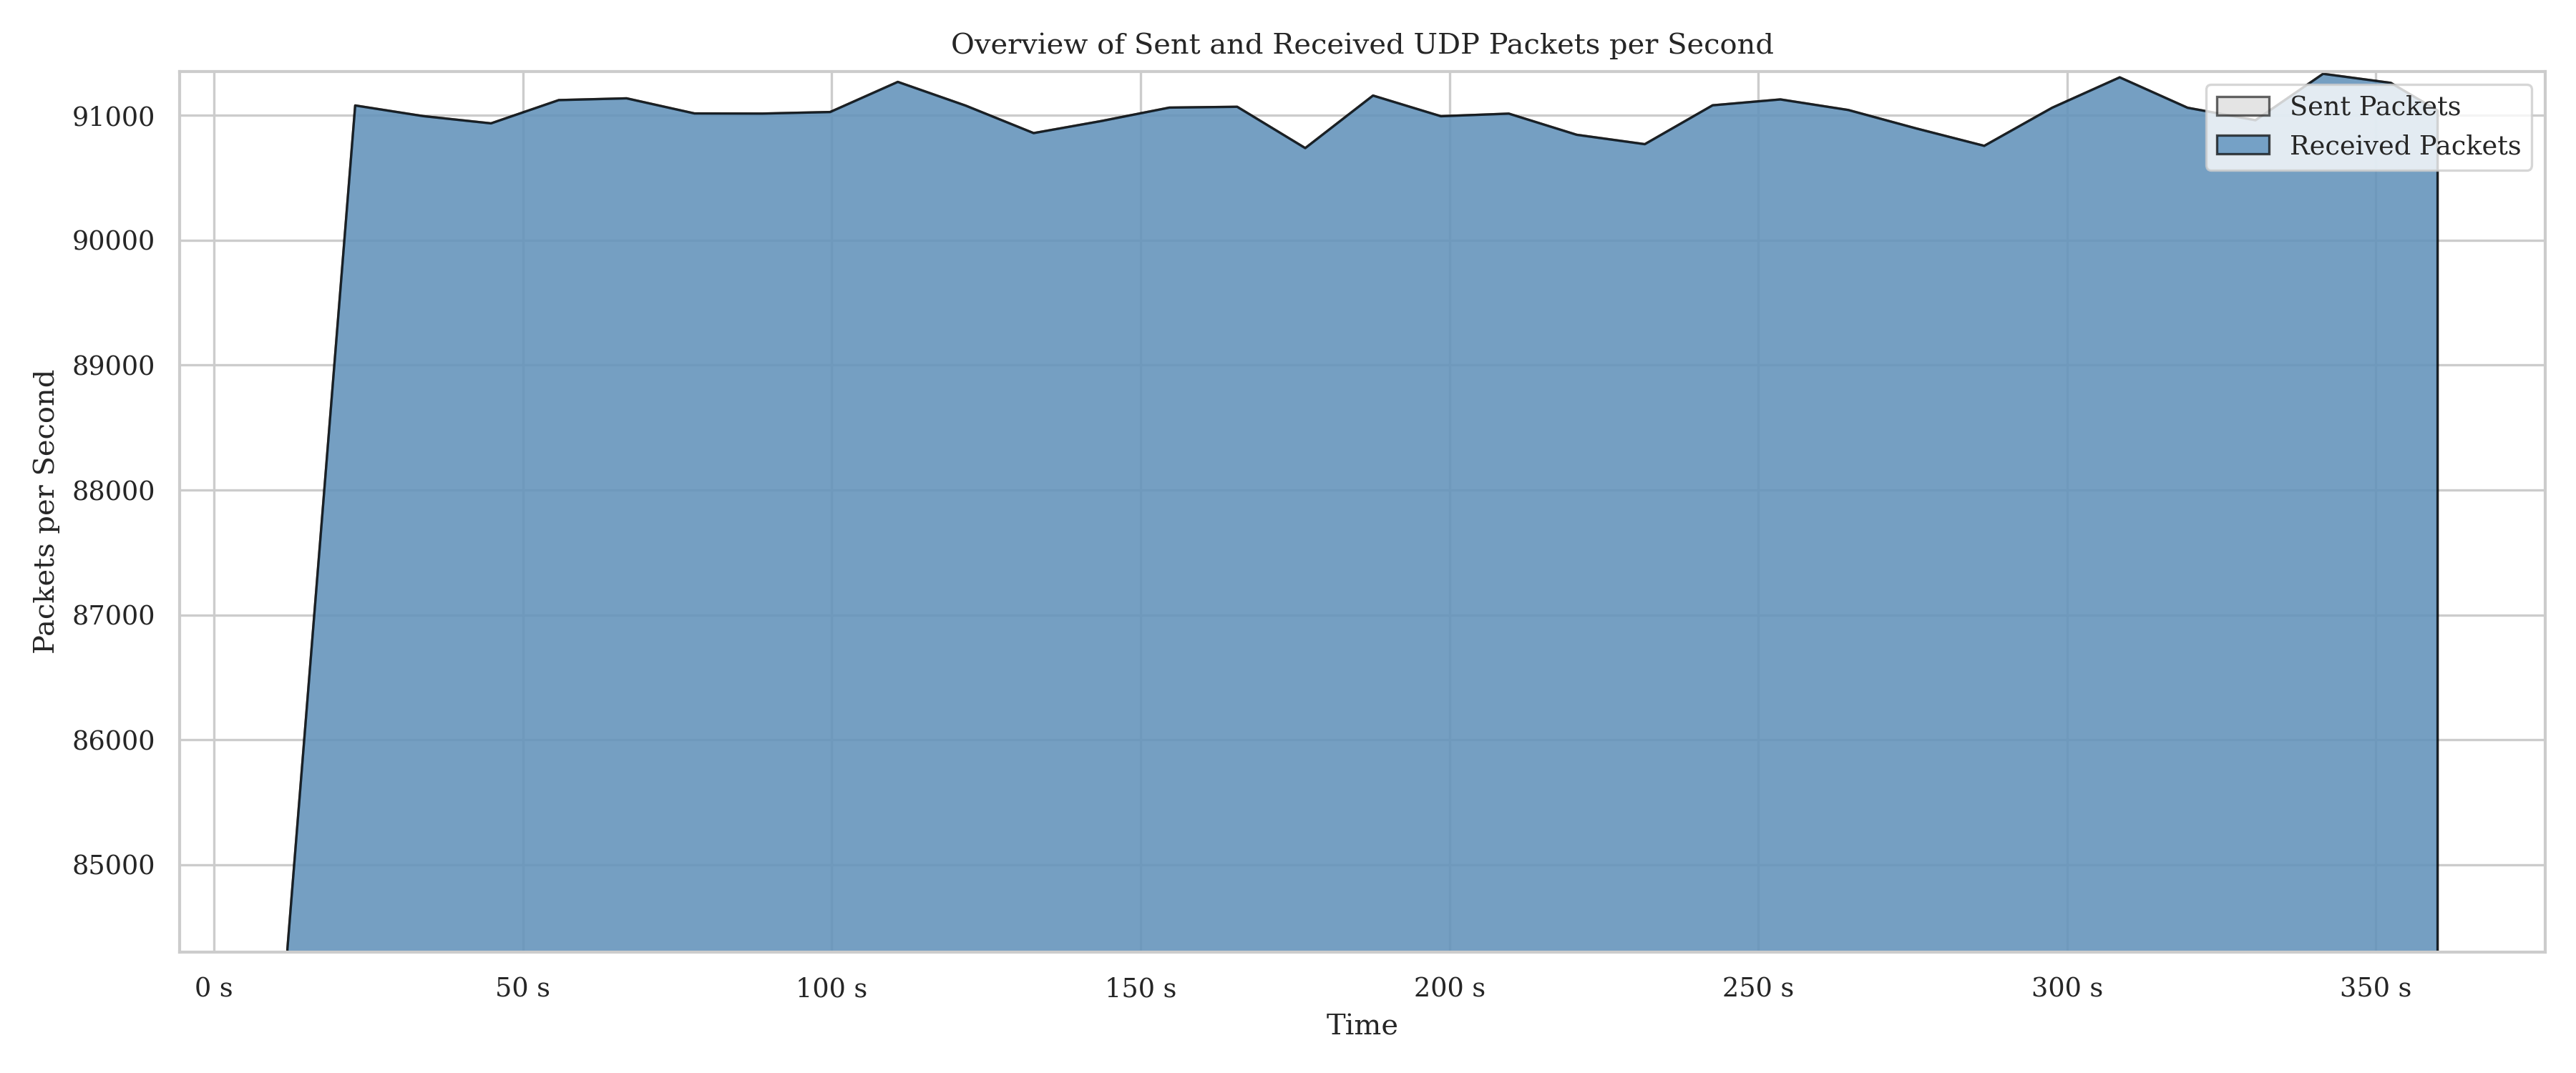 Overview of Sent and Received UDP Packets per Second
Packets per Second
91000
90000
89000
88000
87000
86000
85000
Sent Packets
Received Packets
0 s 50 s 100 s 150 s 200 s 250 s 300 s 350 s
Time